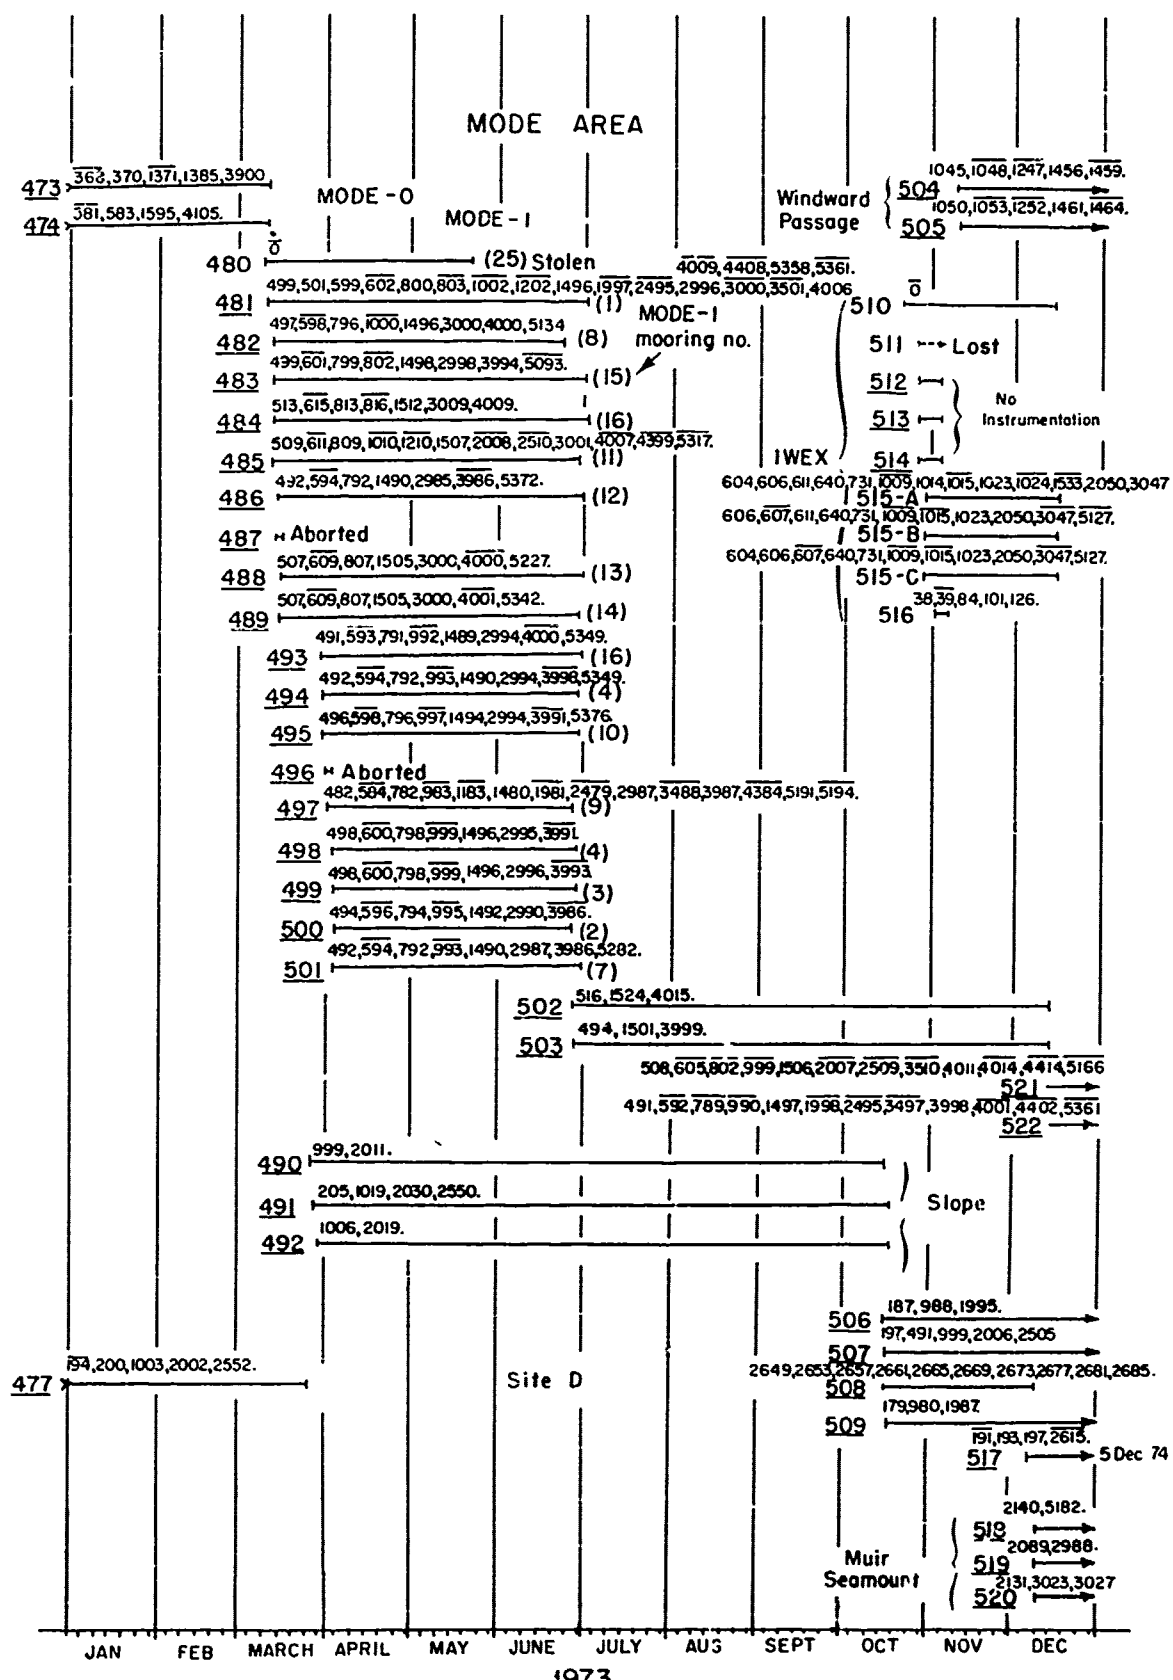 MODE AREA
368, 370, 1371, 1385, 3900
473
MODE-0
381, 583, 1595, 4105.
474
MODE-1
1045, 1048, 1247, 1456, 1459.
504
Windward
Passage
1050, 1053, 1252, 1461, 1464.
505
0
480
(25) Stolen
4009, 4408, 5358, 5361.
499, 501, 599, 602, 800, 803, 1002, 1202, 1496, 1997, 2495, 2996, 3000, 3501, 4006
481
(1)
MODE-1
mooring no.
0
510
497, 598, 796, 1000, 1496, 3000, 4000, 5134
482
(8)
511
Lost
499, 601, 799, 802, 1498, 2998, 3994, 5093.
483
(15)
512
No
Instrumentation
513, 615, 813, 816, 1512, 3009, 4009.
484
(16)
513
509, 611, 809, 1010, 1210, 1507, 2008, 2510, 3001, 4007, 4399, 5317.
485
(11)
IWEX
514
492, 594, 792, 1490, 2985, 3986, 5372.
486
(12)
604, 606, 611, 640, 731, 1009, 1014, 1015, 1023, 1024, 1533, 2050, 3047
515-A
487
Aborted
606, 607, 611, 640, 731, 1009, 1015, 1023, 2050, 3047, 5127.
515-B
507, 609, 807, 1505, 3000, 4000, 5227.
488
(13)
604, 606, 607, 640, 731, 1009, 1015, 1023, 2050, 3047, 5127.
515-C
507, 609, 807, 1505, 3000, 4001, 5342.
489
(14)
38, 39, 84, 101, 126.
516
491, 593, 791, 992, 1489, 2994, 4000, 5349.
493
(16)
492, 594, 792, 993, 1490, 2994, 3998, 5349.
494
(4)
496, 598, 796, 997, 1494, 2994, 3991, 5376.
495
(10)
496
Aborted
482, 584, 782, 983, 1183, 1480, 1981, 2479, 2987, 3488, 3987, 4384, 5191, 5194.
497
(9)
498, 600, 798, 999, 1496, 2995, 3991.
498
(4)
498, 600, 798, 999, 1496, 2996, 3993.
499
(3)
494, 596, 794, 995, 1492, 2990, 3986.
500
(2)
492, 594, 792, 993, 1490, 2987, 3986, 5282.
501
(7)
516, 1524, 4015.
502
494, 1501, 3999.
503
508, 605, 802, 999, 1506, 2007, 2509, 3510, 4011, 4014, 4414, 5166
521
491, 592, 789, 990, 1497, 1998, 2495, 3497, 3998, 4001, 4402, 5361
522
999, 2011.
490
205, 1019, 2030, 2550.
491
Slope
1006, 2019.
492
187, 988, 1995.
506
197, 491, 999, 2006, 2505
507
194, 200, 1003, 2002, 2552.
477
Site D
2649, 2653, 2657, 2661, 2665, 2669, 2673, 2677, 2681, 2685.
508
179, 980, 1987.
509
191, 193, 197, 2615.
517
5 Dec 74
2140, 5182.
518
Muir
Seamount
2089, 2988.
519
2131, 3023, 3027
520
JAN FEB MARCH APRIL MAY JUNE JULY AUG SEPT OCT NOV DEC
1973